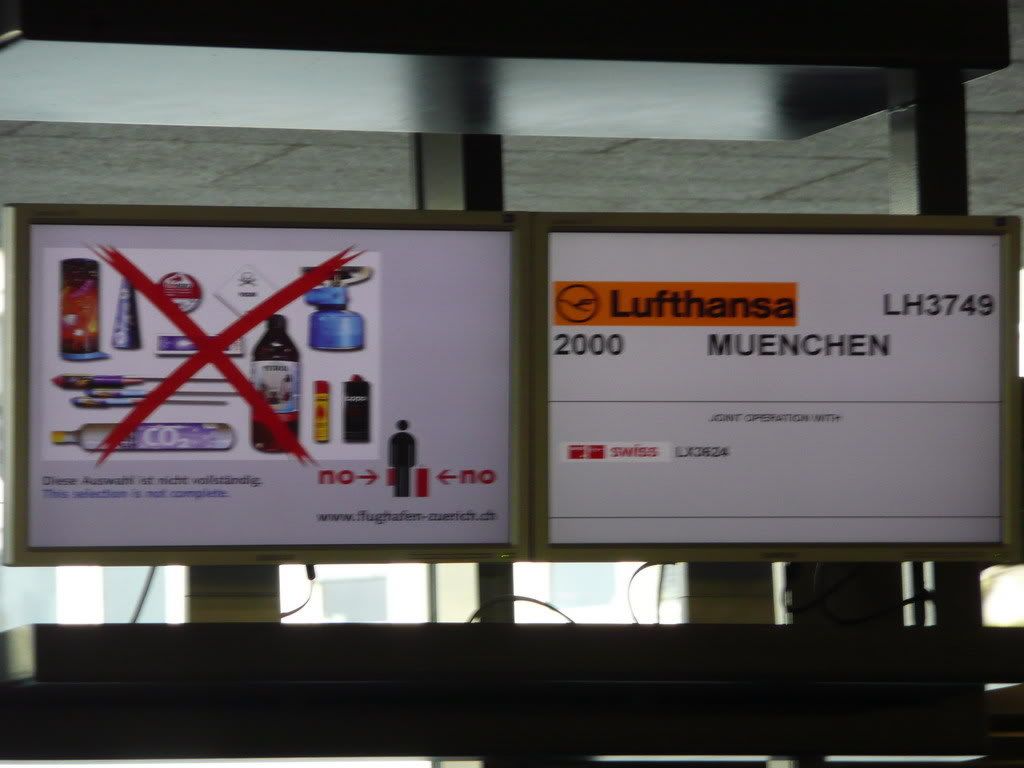 CO2
Diese Auswahl ist nicht vollständig.
This selection is not complete.
no→ ←no
www.flughafen-zuerich.ch
Lufthansa LH3749
2000 MUENCHEN
JOINT OPERATION WITH
swiss LX3624